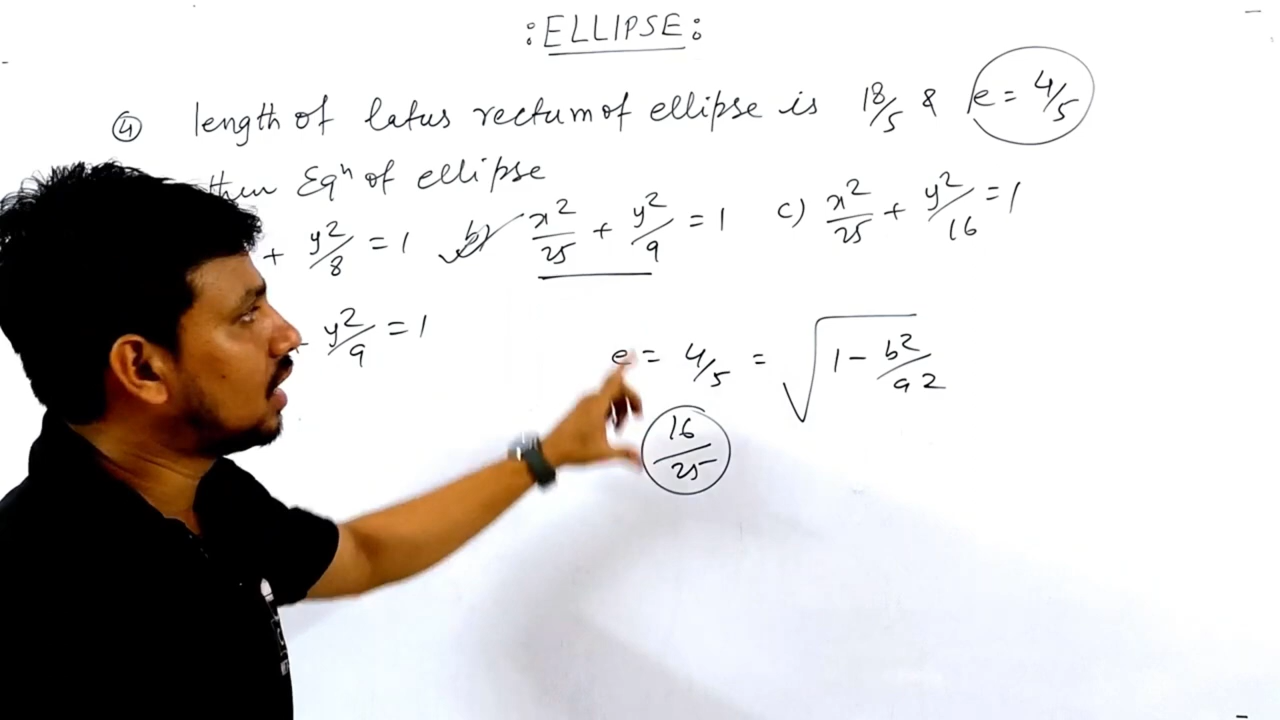 : ELLIPSE :
④ length of latus rectum of ellipse is 18/5 & e = 4/5
then Eqⁿ of ellipse
+ y²/8 = 1 b) x²/25 + y²/9 = 1 c) x²/25 + y²/16 = 1
y²/9 = 1
e = 4/5 = √(1 - b²/a²)
16/25